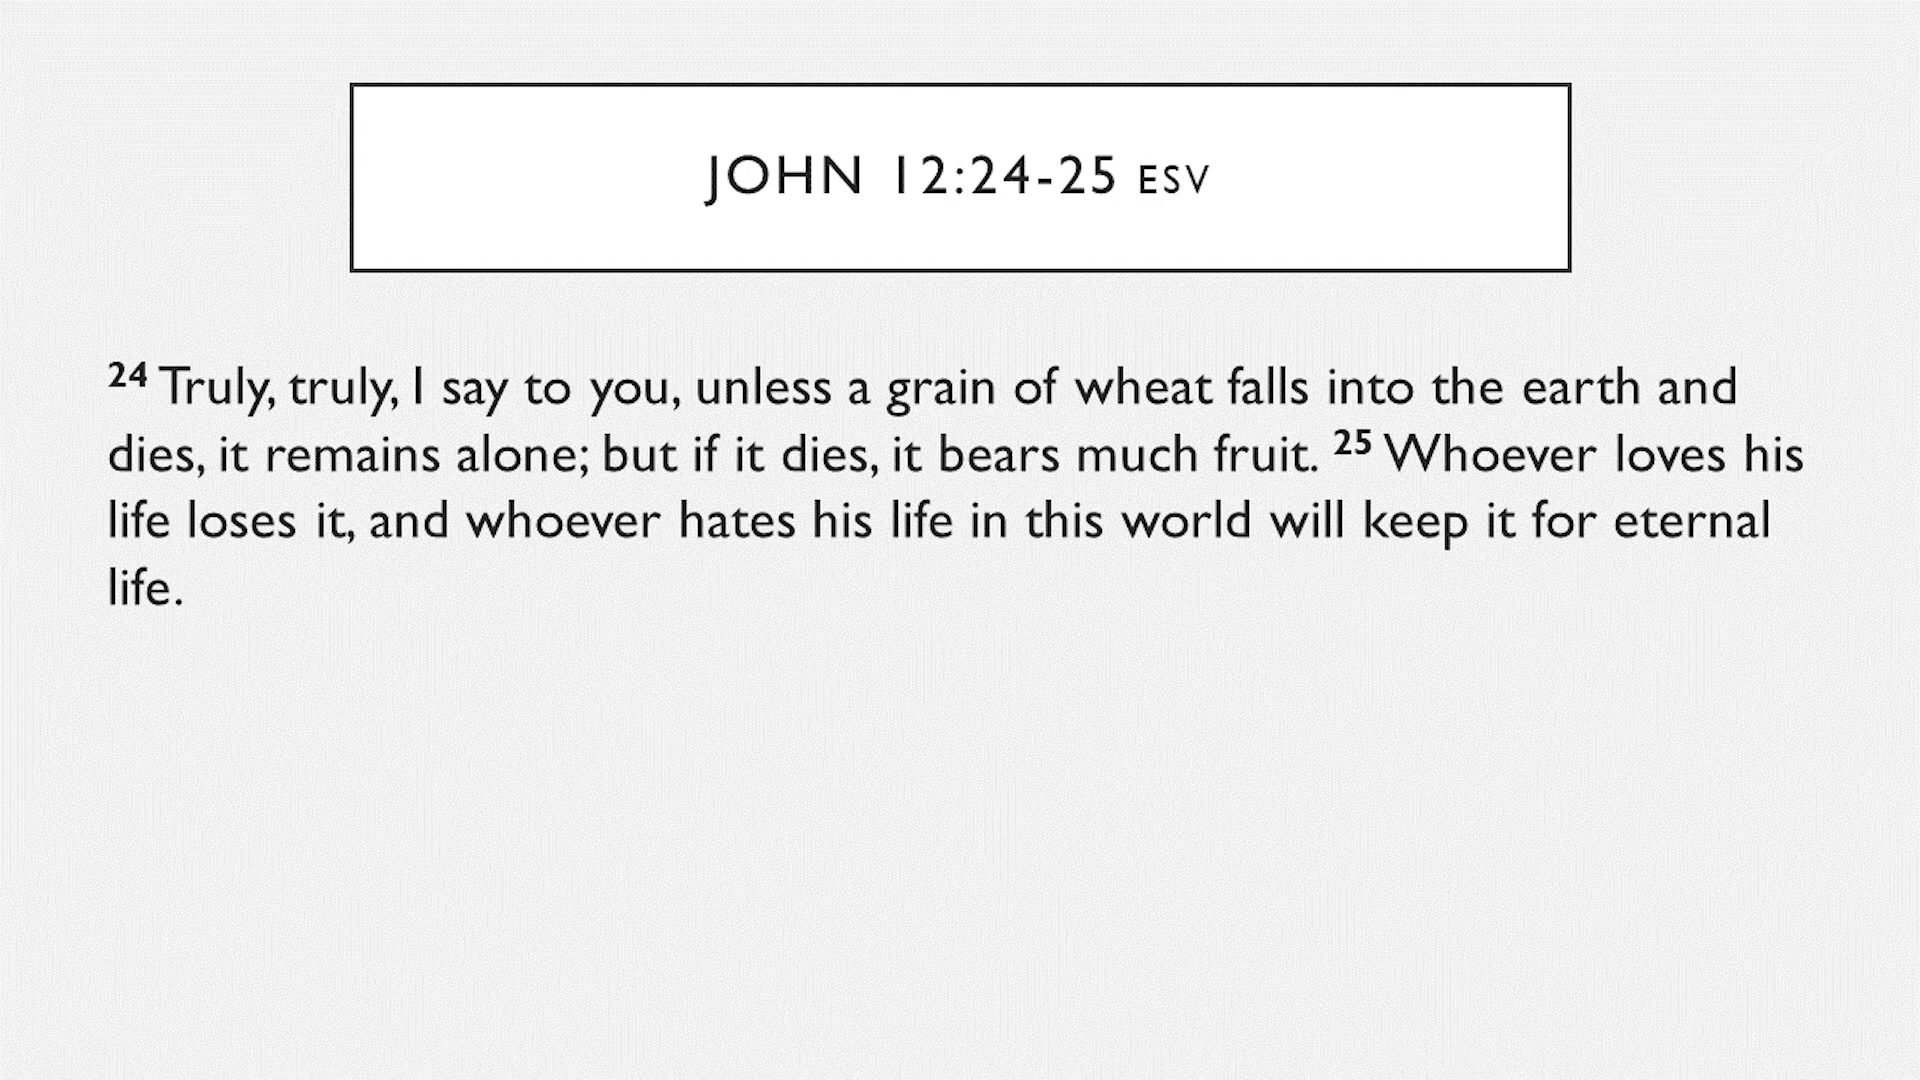 JOHN 12:24-25 ESV
24 Truly, truly, I say to you, unless a grain of wheat falls into the earth and
dies, it remains alone; but if it dies, it bears much fruit. 25 Whoever loves his
life loses it, and whoever hates his life in this world will keep it for eternal
life.